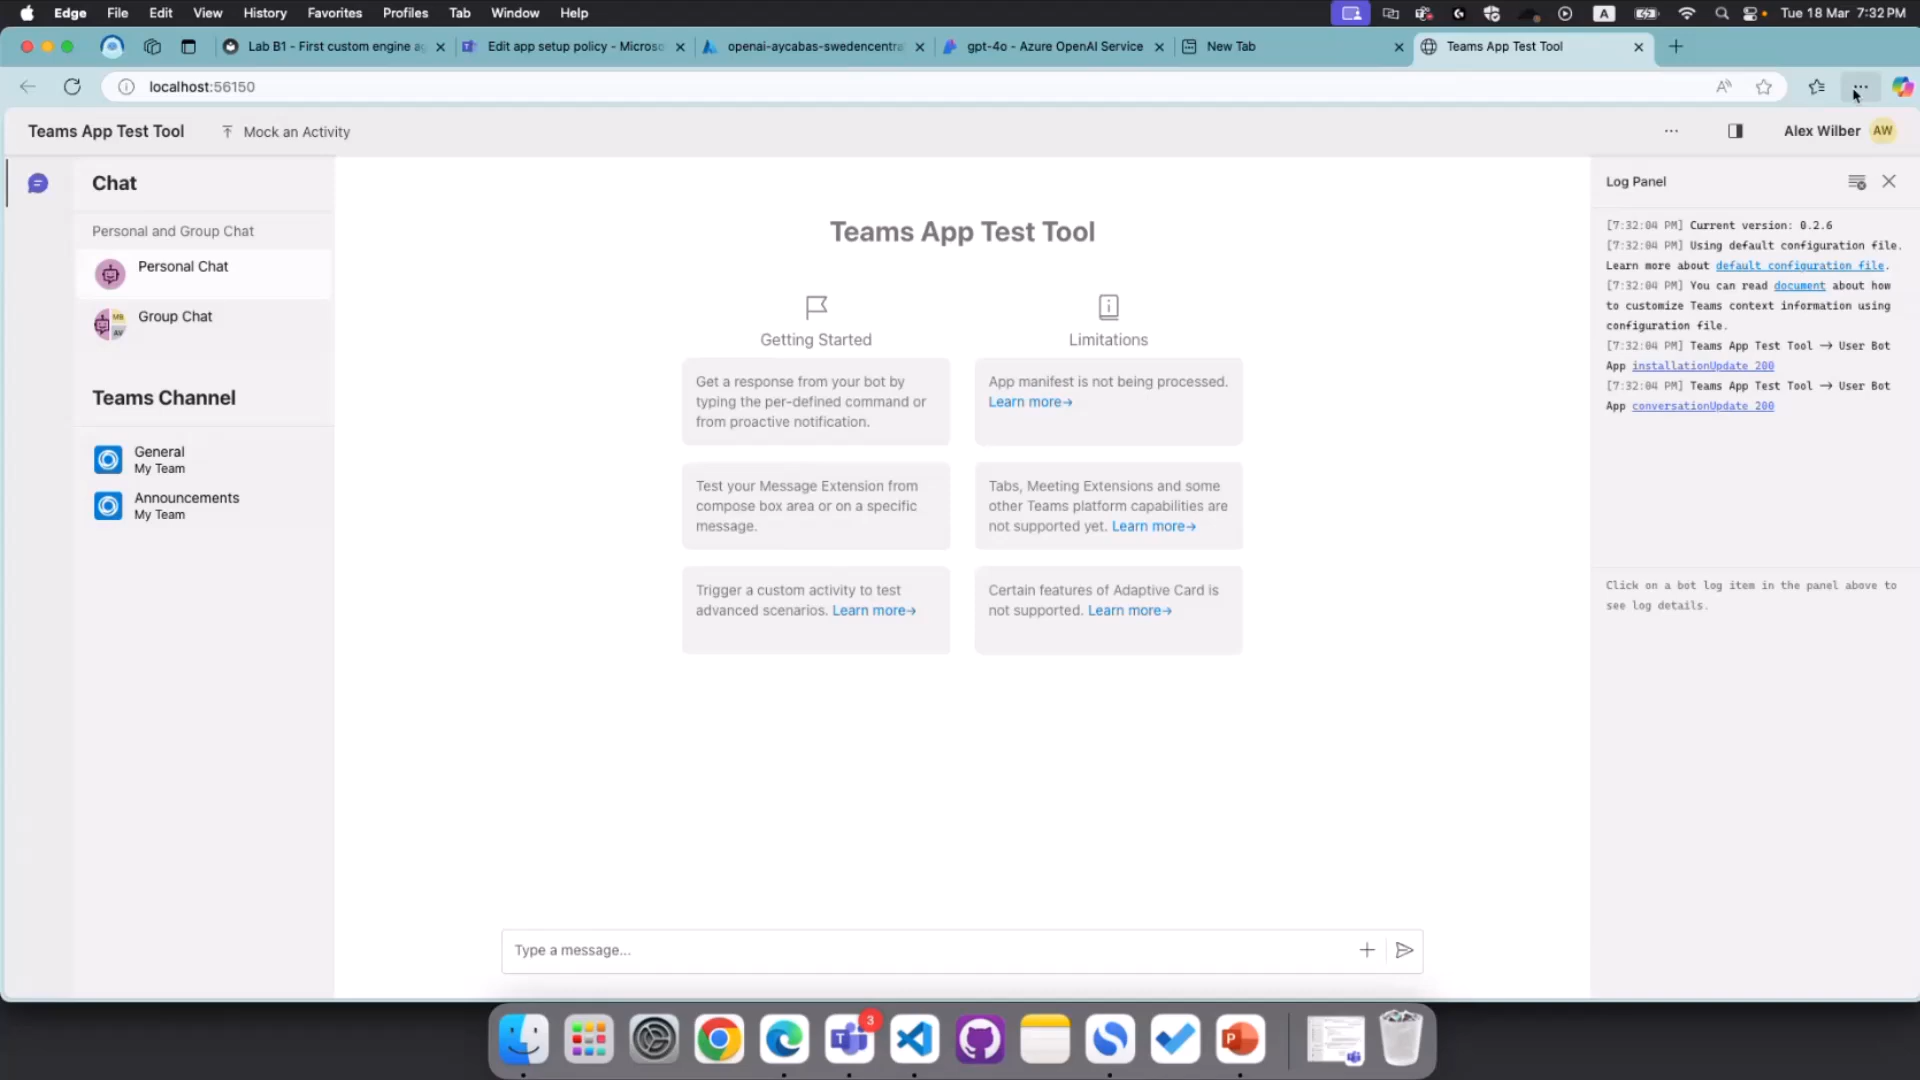 Edge File Edit View History Favorites Profiles Tab Window Help
A
Tue 18 Mar 7:32 PM
Lab B1 - First custom engine ag
Edit app setup policy - Microso
openai-aycabas-swedencentra
gpt-4o - Azure OpenAI Service
New Tab
Teams App Test Tool
localhost:56150
Teams App Test Tool
Mock an Activity
Alex Wilber AW
Chat
Personal and Group Chat
Personal Chat
Group Chat
MB
AV
Teams Channel
General
My Team
Announcements
My Team
Teams App Test Tool
Getting Started
Get a response from your bot by
typing the per-defined command or
from proactive notification.
Test your Message Extension from
compose box area or on a specific
message.
Trigger a custom activity to test
advanced scenarios. Learn more→
Limitations
App manifest is not being processed.
Learn more→
Tabs, Meeting Extensions and some
other Teams platform capabilities are
not supported yet. Learn more→
Certain features of Adaptive Card is
not supported. Learn more→
Type a message...
Log Panel
[7:32:04 PM] Current version: 0.2.6
[7:32:04 PM] Using default configuration file.
Learn more about default configuration file.
[7:32:04 PM] You can read document about how
to customize Teams context information using
configuration file.
[7:32:04 PM] Teams App Test Tool → User Bot
App installationUpdate 200
[7:32:04 PM] Teams App Test Tool → User Bot
App conversationUpdate 200
Click on a bot log item in the panel above to
see log details.
3